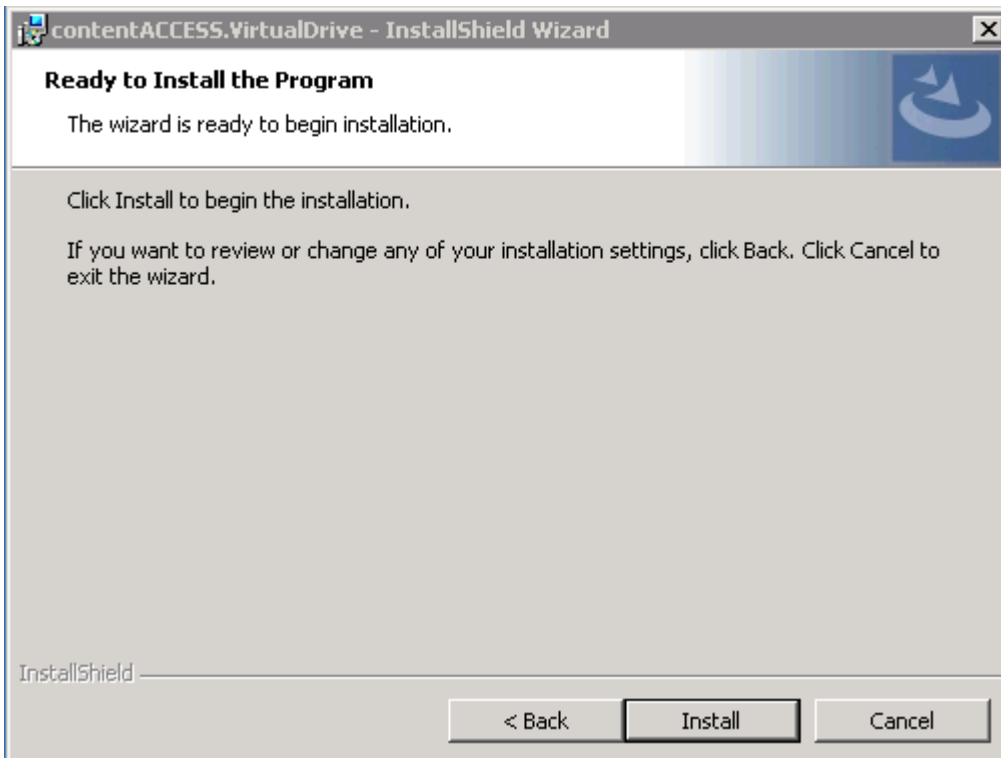 contentACCESS.VirtualDrive - InstallShield Wizard
Ready to Install the Program
The wizard is ready to begin installation.
Click Install to begin the installation.
If you want to review or change any of your installation settings, click Back. Click Cancel to
exit the wizard.
InstallShield
< Back Install Cancel